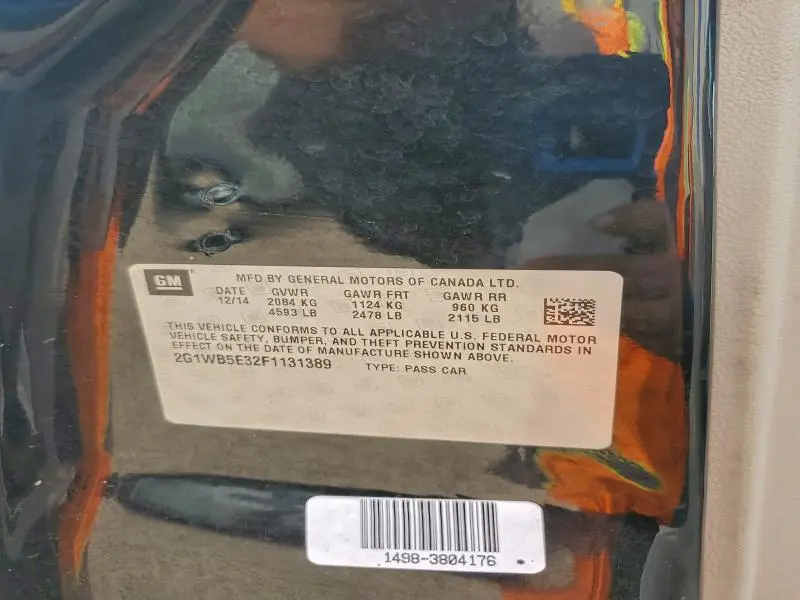 GM MFD BY GENERAL MOTORS OF CANADA LTD.
DATE GVWR GAWR FRT GAWR RR
12/14 2084 KG 1124 KG 960 KG
4593 LB 2478 LB 2115 LB
THIS VEHICLE CONFORMS TO ALL APPLICABLE U.S. FEDERAL MOTOR
VEHICLE SAFETY, BUMPER, AND THEFT PREVENTION STANDARDS IN
EFFECT ON THE DATE OF MANUFACTURE SHOWN ABOVE.
2G1WB5E32F1131389 TYPE: PASS CAR
1498-3804176